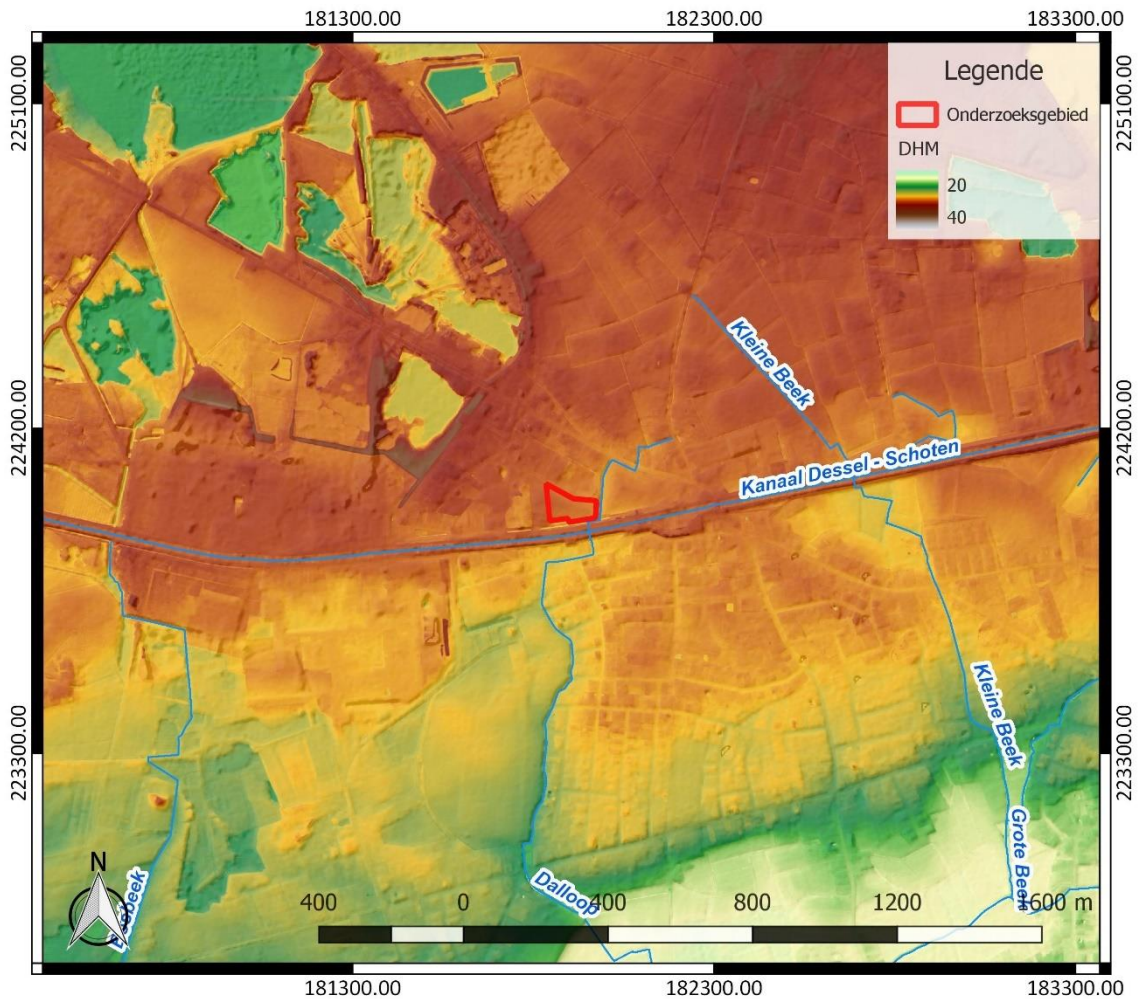 181300.00 182300.00 183300.00
225100.00 225100.00
Legende
Onderzoeksgebied
DHM
20
40
Kleine Beek
224200.00 224200.00
Kanaal Dessel - Schoten
Kleine Beek
223300.00 223300.00
Grote Beek
N
Dalloop
400 0 400 800 1200 1600 m
181300.00 182300.00 183300.00